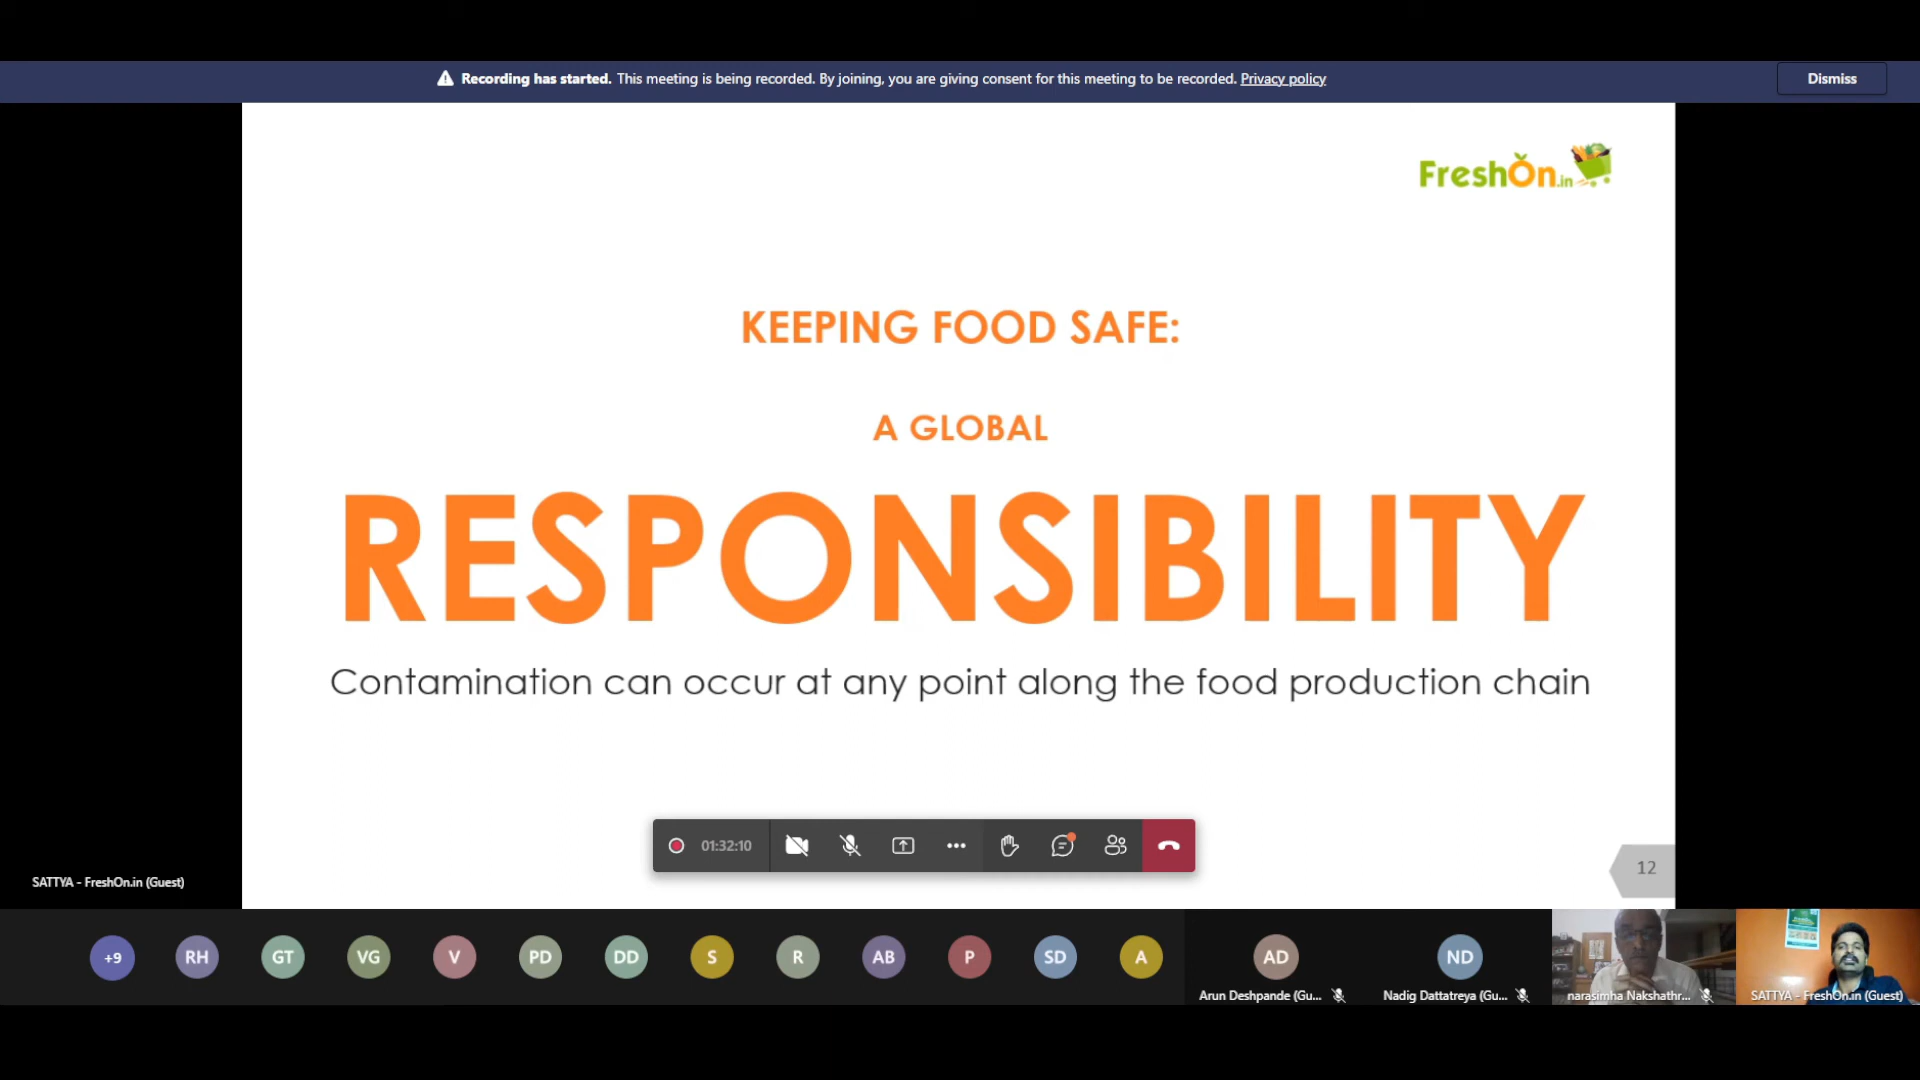 Recording has started. This meeting is being recorded. By joining, you are giving consent for this meeting to be recorded. Privacy policy
Dismiss
FreshOn.in
KEEPING FOOD SAFE:
A GLOBAL
RESPONSIBILITY
Contamination can occur at any point along the food production chain
01:32:10
12
SATTYA - FreshOn.in (Guest)
+9
RH
GT
VG
V
PD
DD
S
R
AB
P
SD
A
AD
ND
Arun Deshpande (Gu...
Nadig Dattatreya (Gu...
narasimha Nakshathr...
SATTYA - FreshOn.in (Guest)